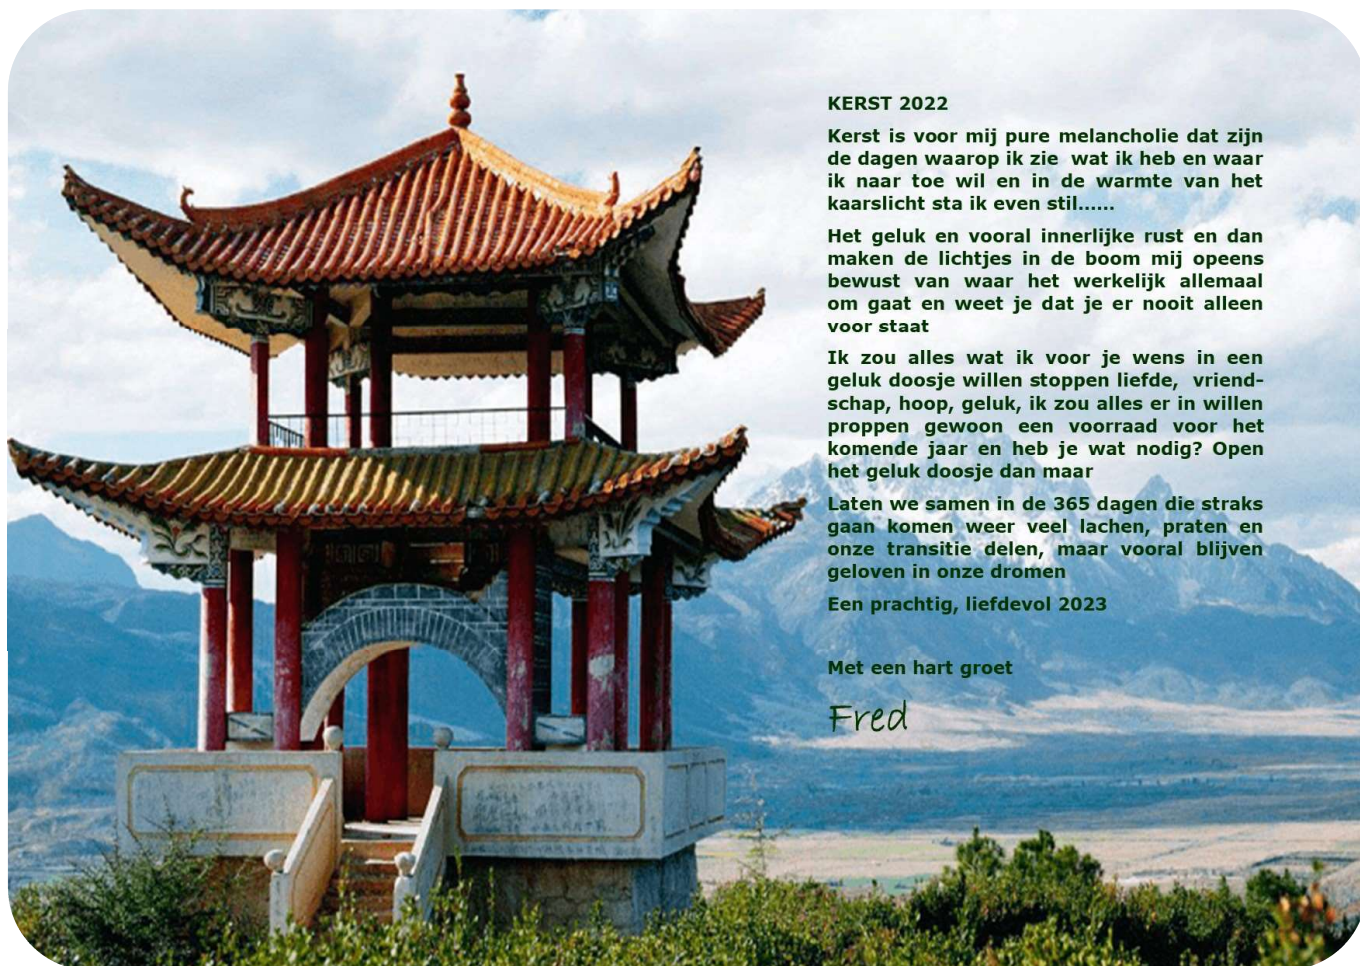 KERST 2022
Kerst is voor mij pure melancholie dat zijn
de dagen waarop ik zie wat ik heb en waar
ik naar toe wil en in de warmte van het
kaarslicht sta ik even stil......
Het geluk en vooral innerlijke rust en dan
maken de lichtjes in de boom mij opeens
bewust van waar het werkelijk allemaal
om gaat en weet je dat je er nooit alleen
voor staat
Ik zou alles wat ik voor je wens in een
geluk doosje willen stoppen liefde, vriend-
schap, hoop, geluk, ik zou alles er in willen
proppen gewoon een voorraad voor het
komende jaar en heb je wat nodig? Open
het geluk doosje dan maar
Laten we samen in de 365 dagen die straks
gaan komen weer veel lachen, praten en
onze transitie delen, maar vooral blijven
geloven in onze dromen
Een prachtig, liefdevol 2023
Met een hart groet
Fred